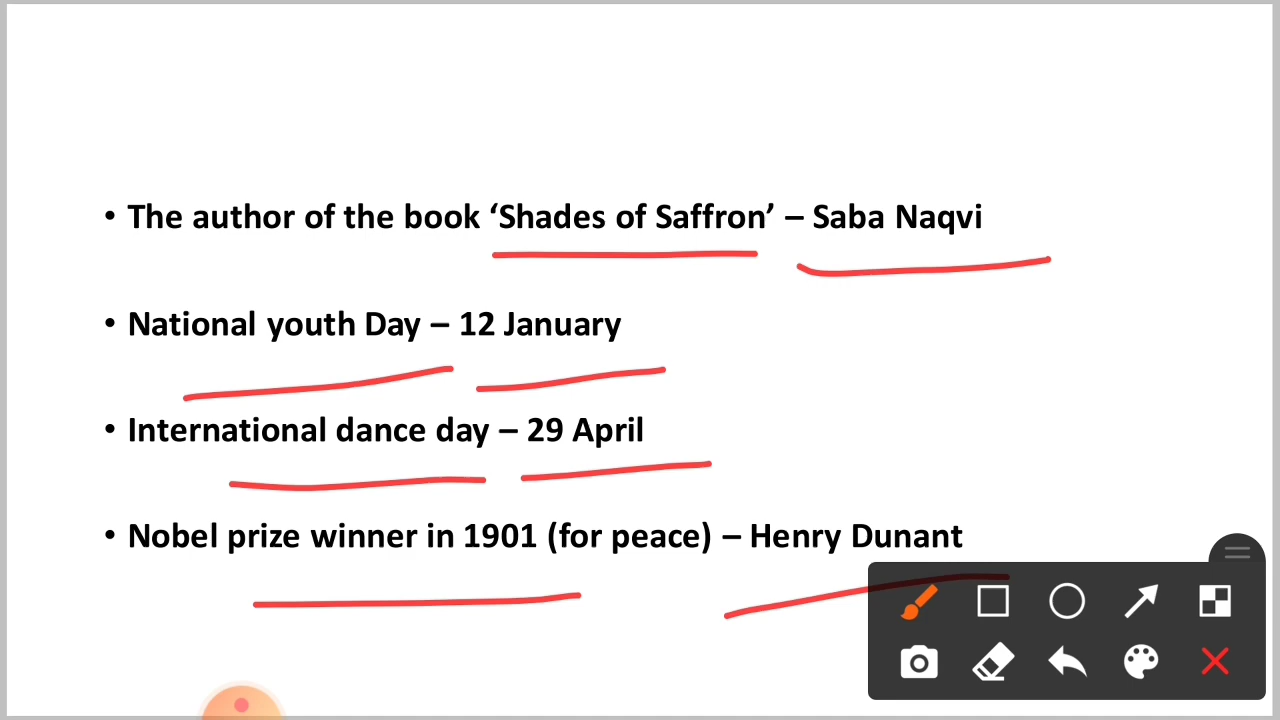 • The author of the book ‘Shades of Saffron’ – Saba Naqvi
• National youth Day – 12 January
• International dance day – 29 April
• Nobel prize winner in 1901 (for peace) – Henry Dunant